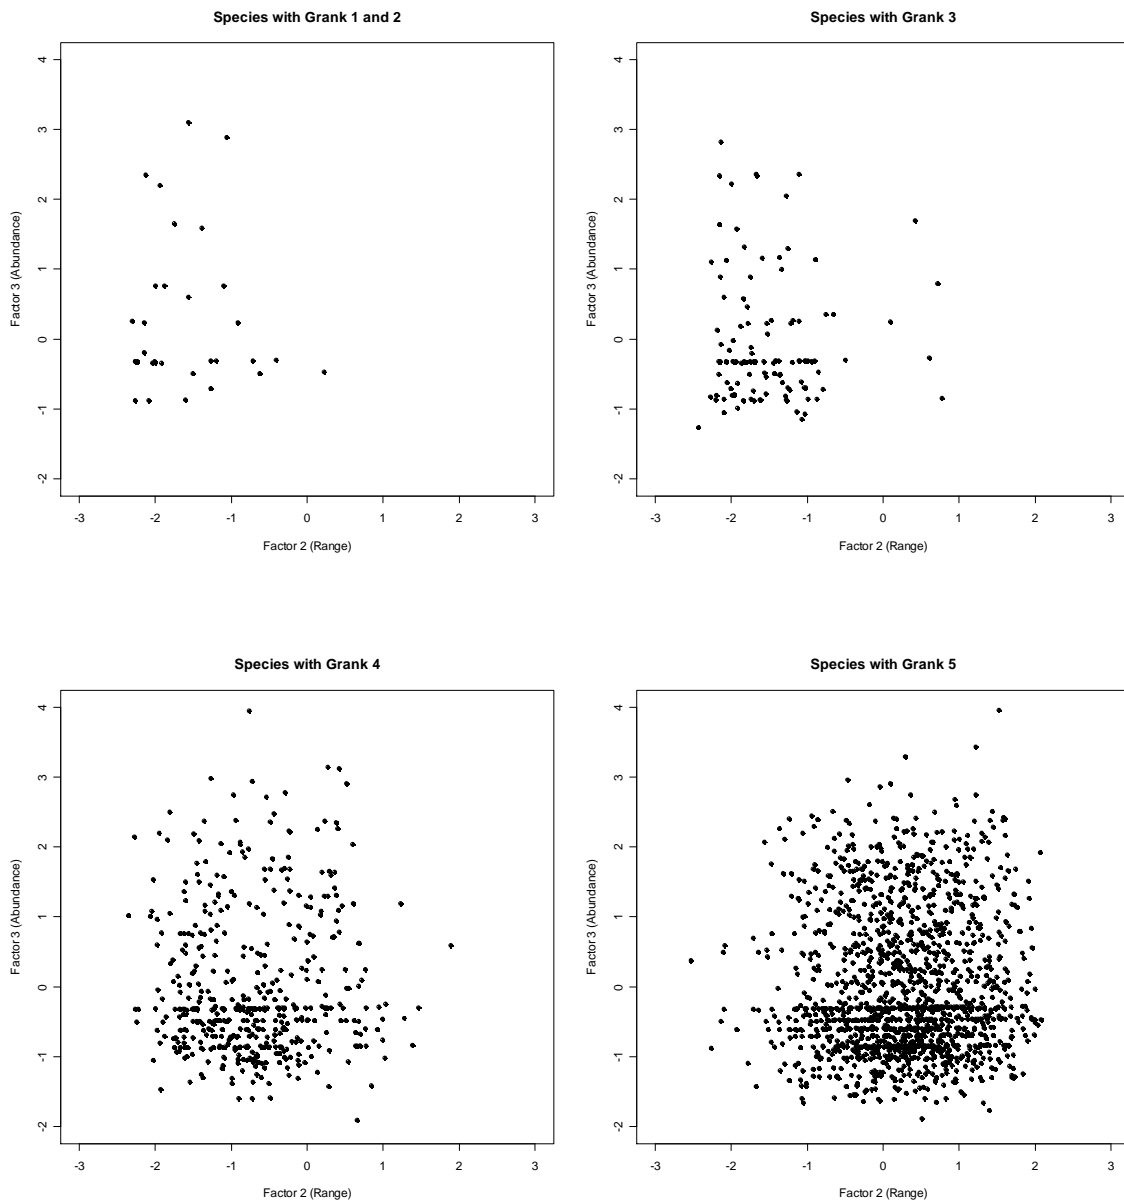 Species with Grank 1 and 2
4
3
2
1
0
-1
-2
Factor 3 (Abundance)
-3 -2 -1 0 1 2 3
Factor 2 (Range)
Species with Grank 3
4
3
2
1
0
-1
-2
Factor 3 (Abundance)
-3 -2 -1 0 1 2 3
Factor 2 (Range)
Species with Grank 4
4
3
2
1
0
-1
-2
Factor 3 (Abundance)
-3 -2 -1 0 1 2 3
Factor 2 (Range)
Species with Grank 5
4
3
2
1
0
-1
-2
Factor 3 (Abundance)
-3 -2 -1 0 1 2 3
Factor 2 (Range)